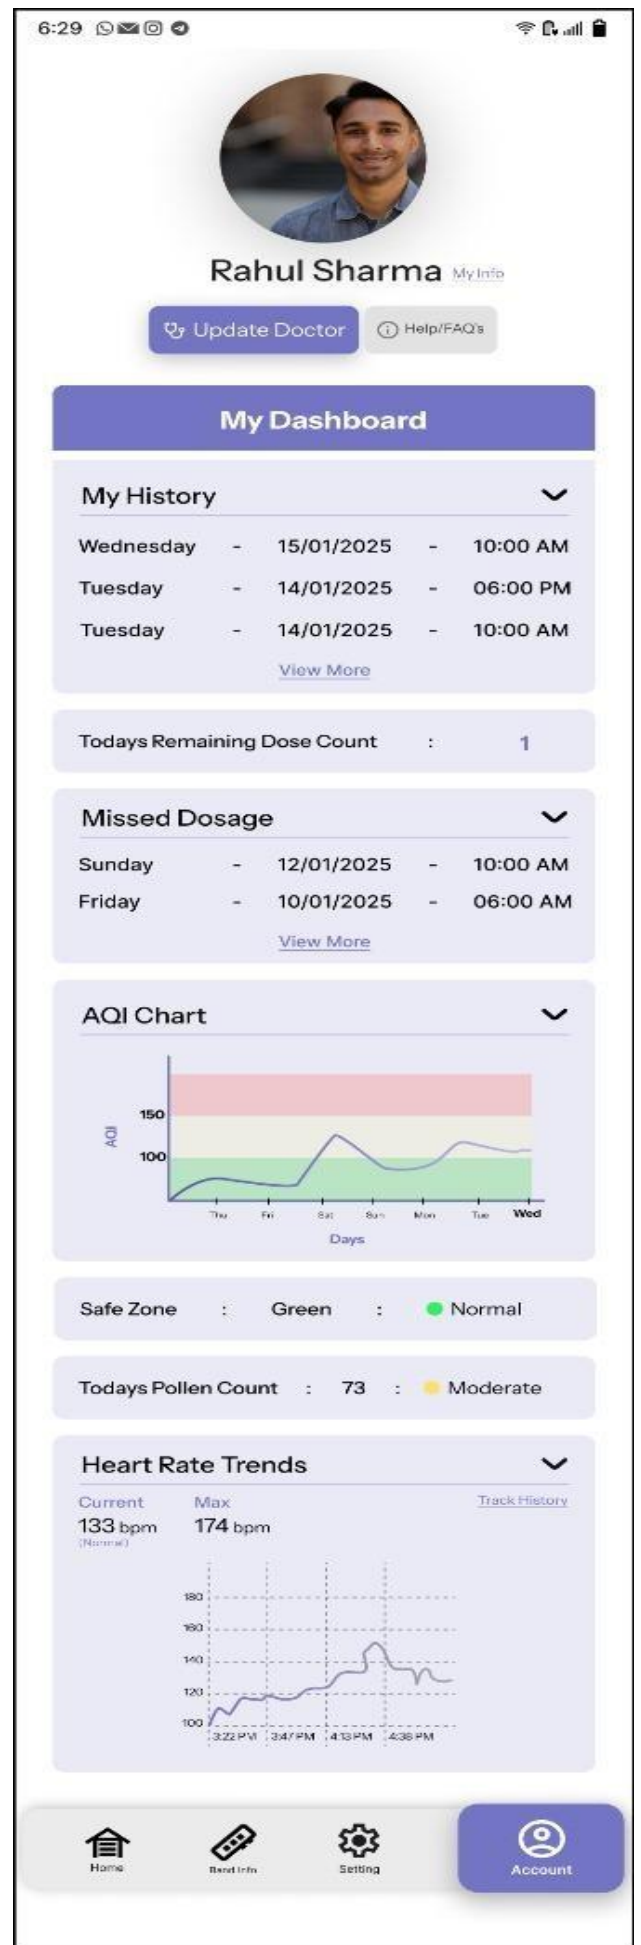 6:29
Rahul Sharma My Info
Update Doctor Help/FAQ's
My Dashboard
My History
Wednesday - 15/01/2025 - 10:00 AM
Tuesday - 14/01/2025 - 06:00 PM
Tuesday - 14/01/2025 - 10:00 AM
View More
Todays Remaining Dose Count : 1
Missed Dosage
Sunday - 12/01/2025 - 10:00 AM
Friday - 10/01/2025 - 06:00 AM
View More
AQI Chart
150
AQI
100
Thu Fri Sat Sun Mon Tue Wed
Days
Safe Zone : Green : Normal
Todays Pollen Count : 73 : Moderate
Heart Rate Trends
Current Max Track History
133 bpm 174 bpm
(Normal)
180
160
140
120
100
3:22 PM 3:47 PM 4:13 PM 4:38 PM
Home Band Info Setting Account